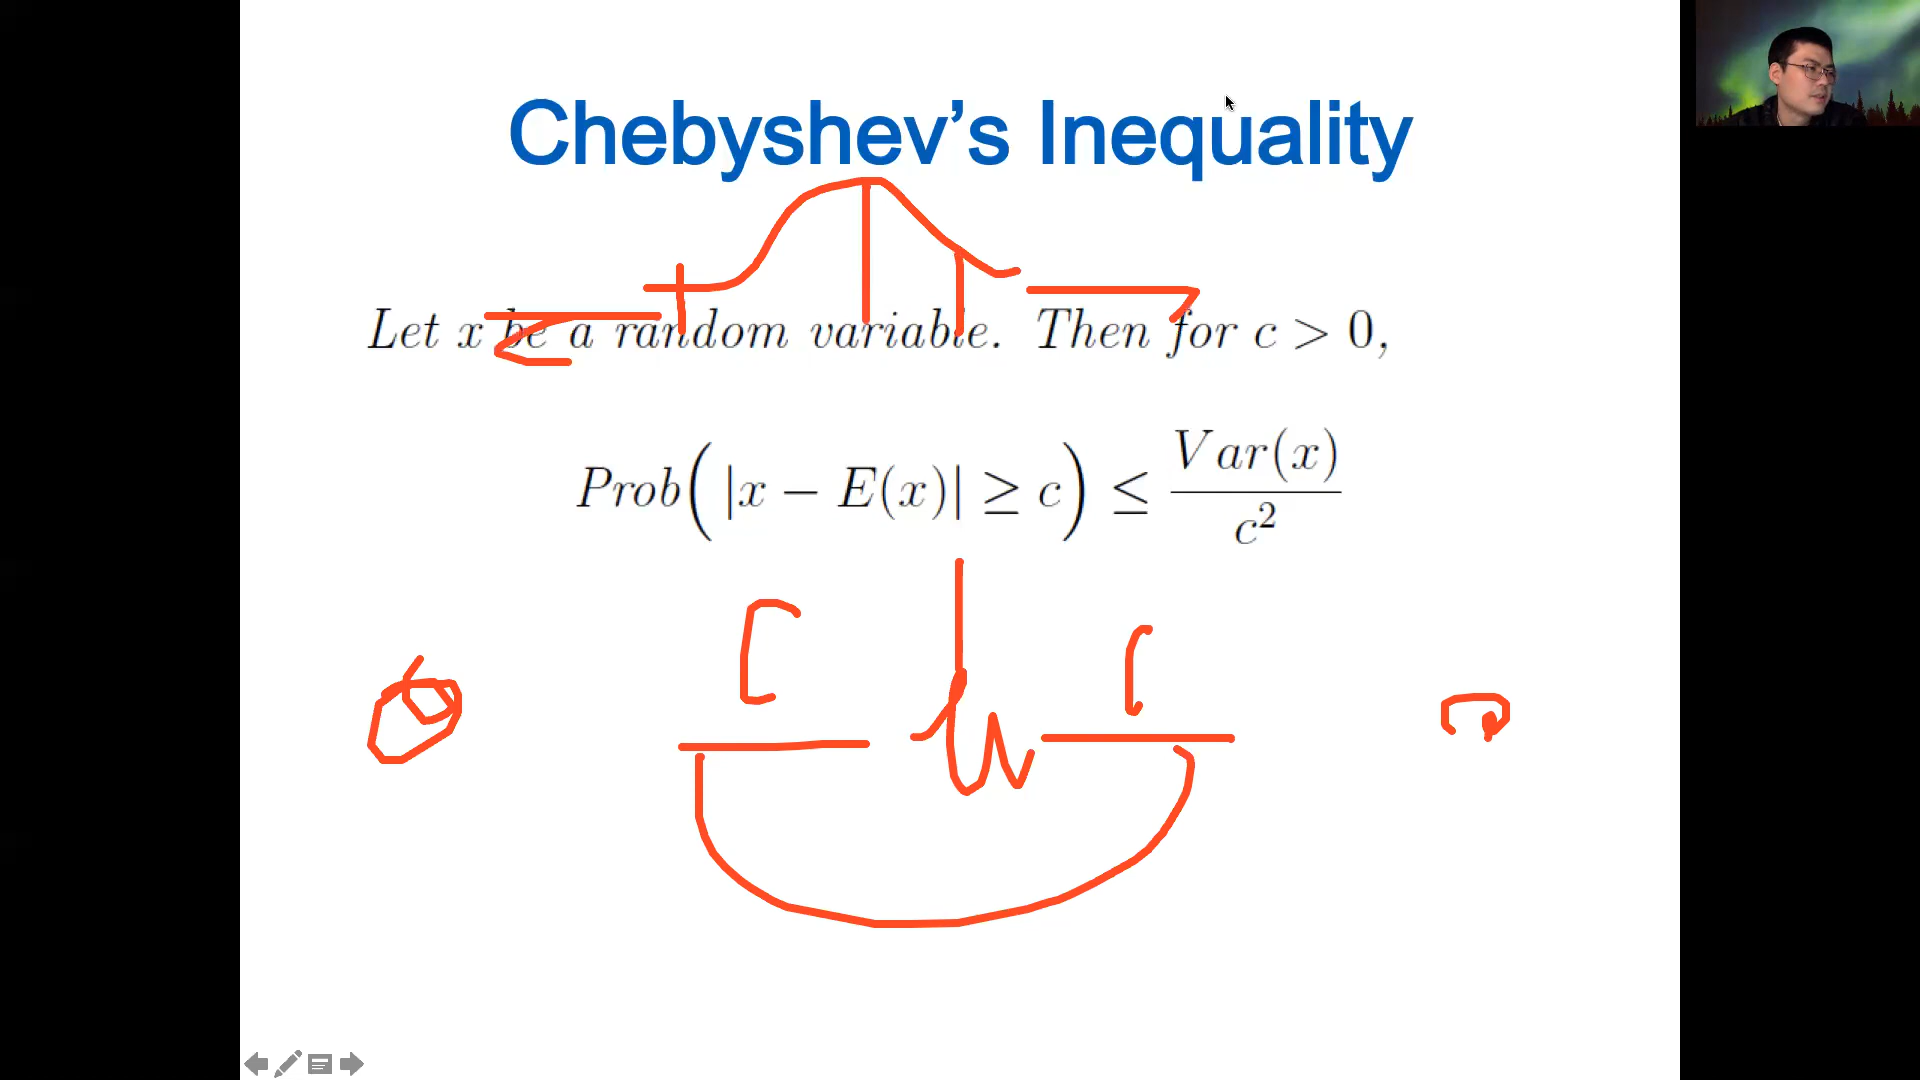 Chebyshev's Inequality
Let x be a random variable. Then for c > 0,
Prob( |x − E(x)| ≥ c ) ≤ Var(x) / c²